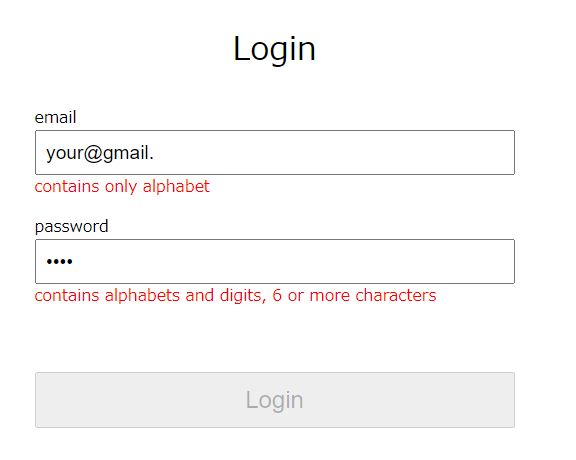 Login
email
your@gmail.
contains only alphabet
password
••••
contains alphabets and digits, 6 or more characters
Login